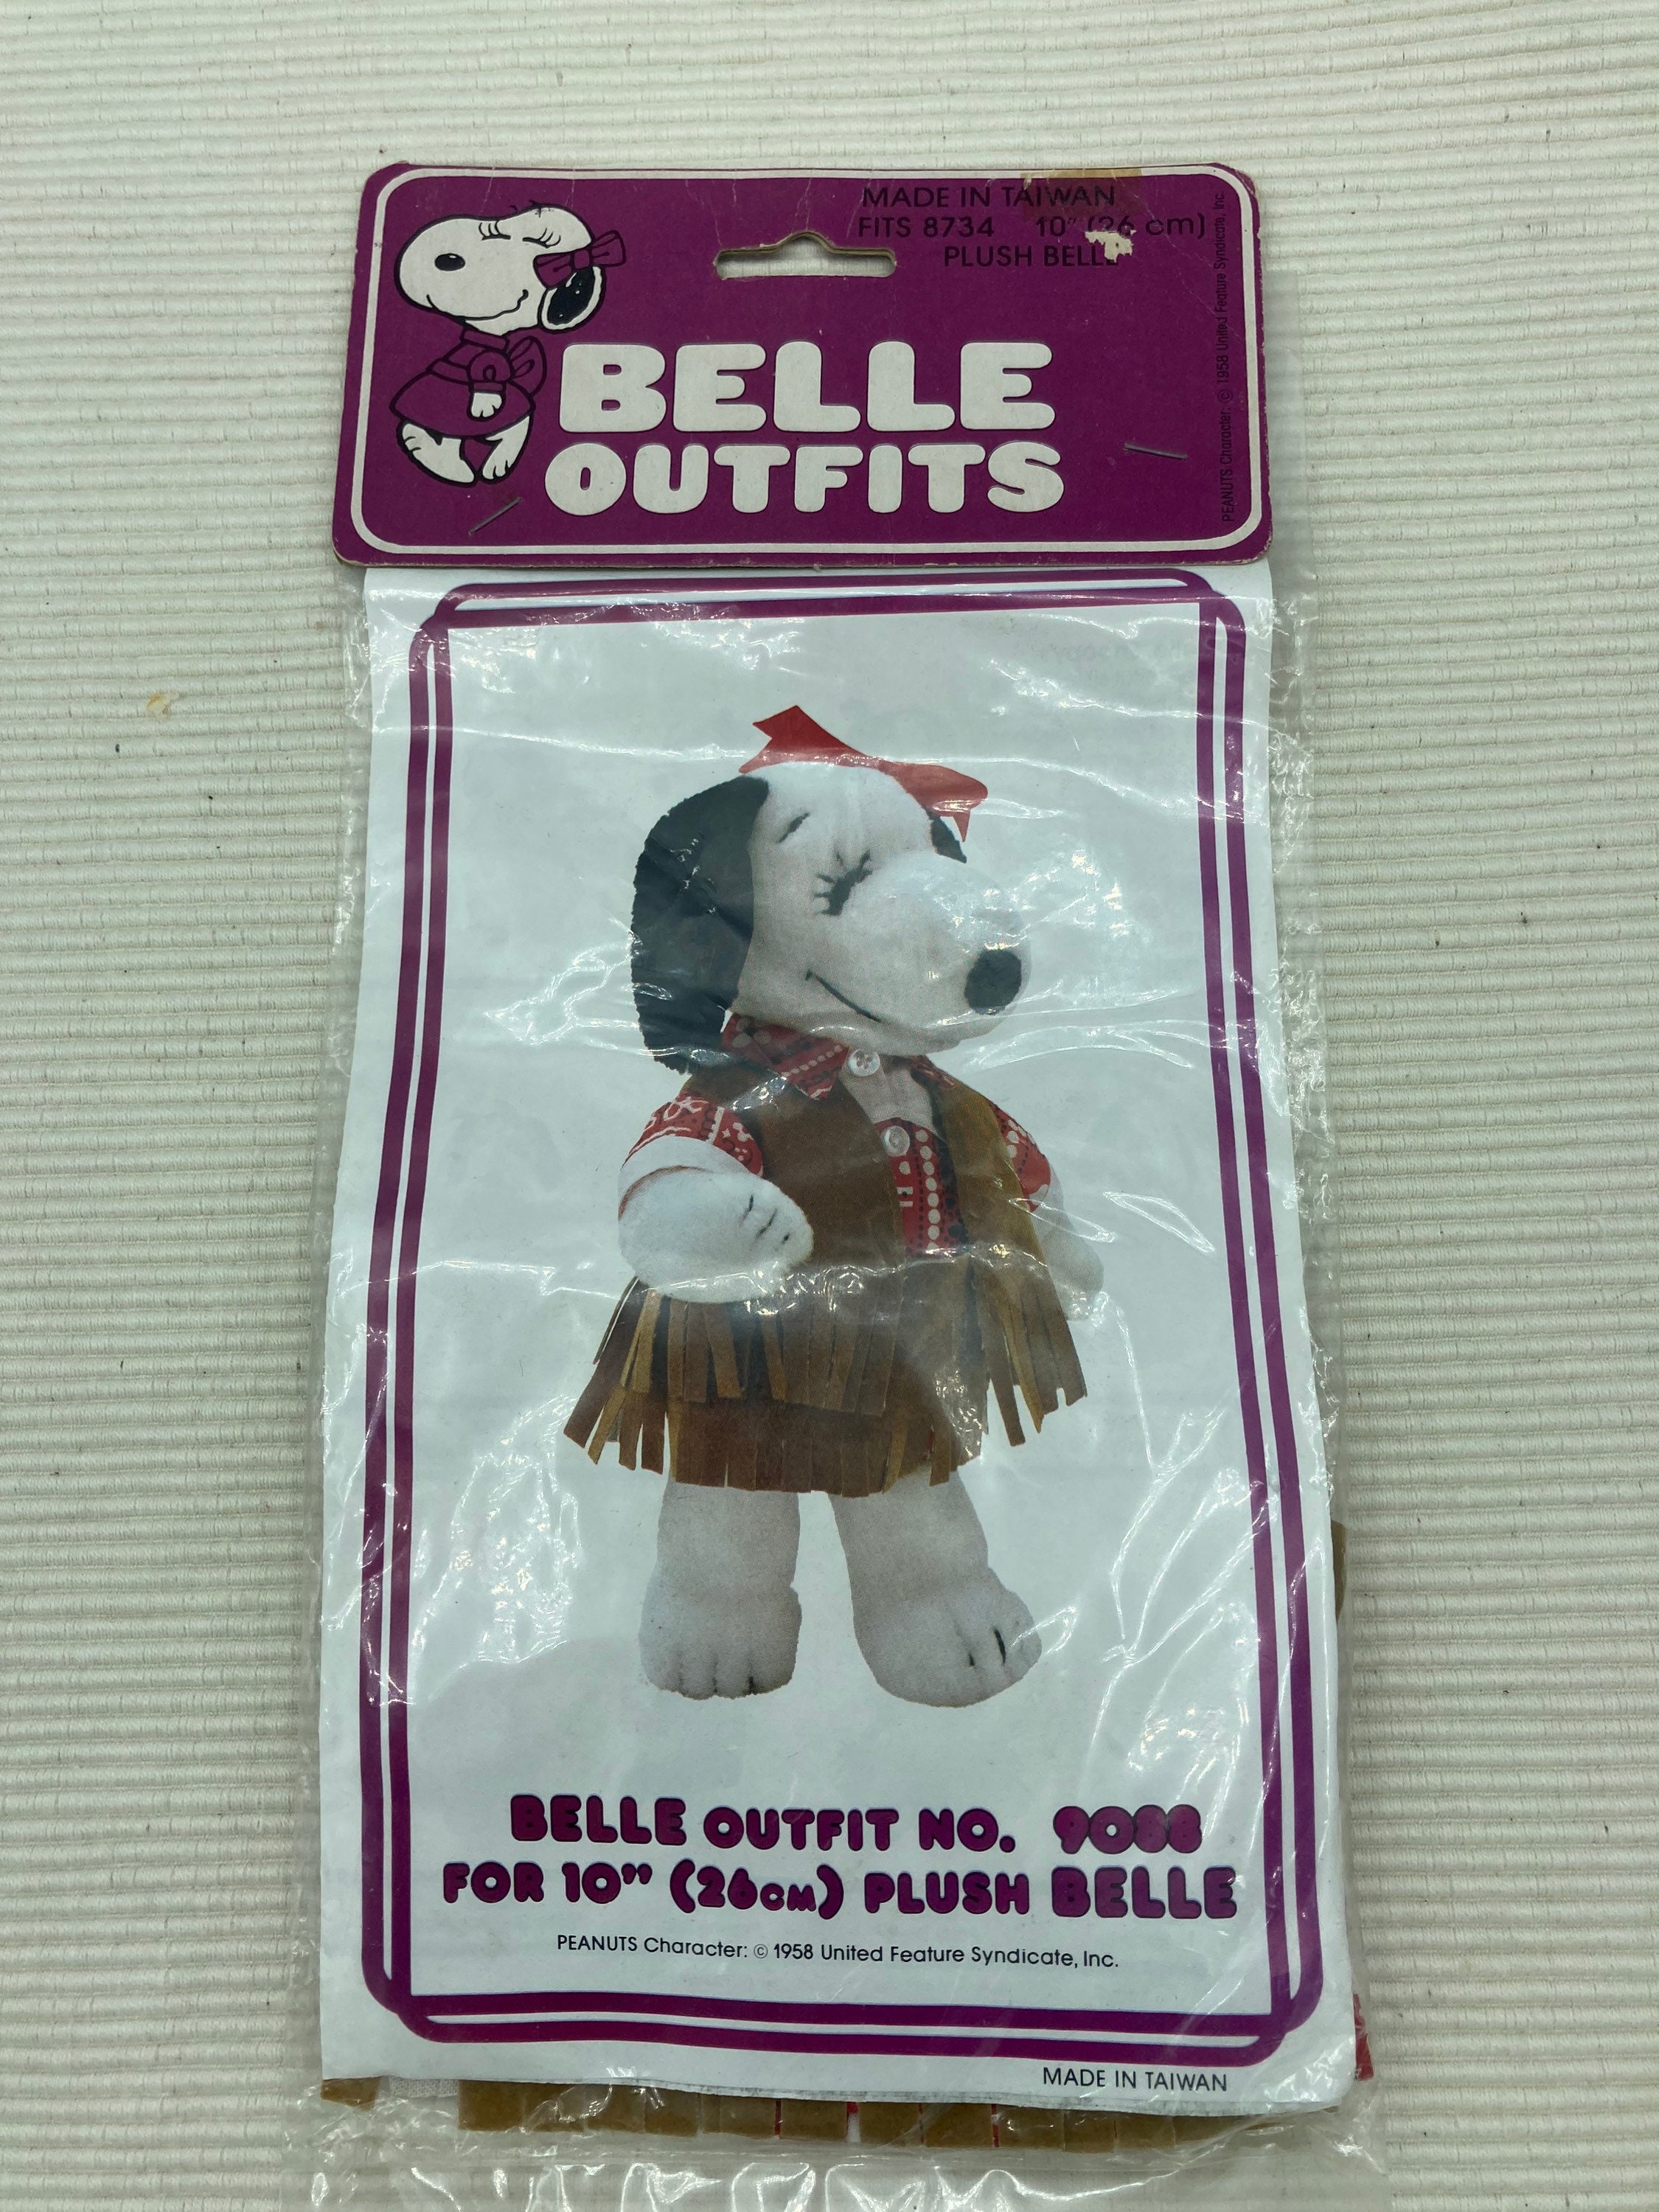 MADE IN TAIWAN
FITS 8734 10" (26 cm)
PLUSH BELLE
PEANUTS Character: © 1958 United Feature Syndicate, Inc.
BELLE
OUTFITS
BELLE OUTFIT NO. 9088
FOR 10” (26cm) PLUSH BELLE
PEANUTS Character: © 1958 United Feature Syndicate, Inc.
MADE IN TAIWAN